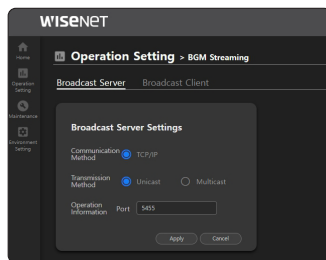 WISENET
Home
Operation Setting > BGM Streaming
Operation
Setting
Broadcast Server Broadcast Client
Maintenance
Environment
Setting
Broadcast Server Settings
Communication
Method
TCP/IP
Transmission
Method
Unicast
Multicast
Operation
Information
Port
5455
Apply
Cancel